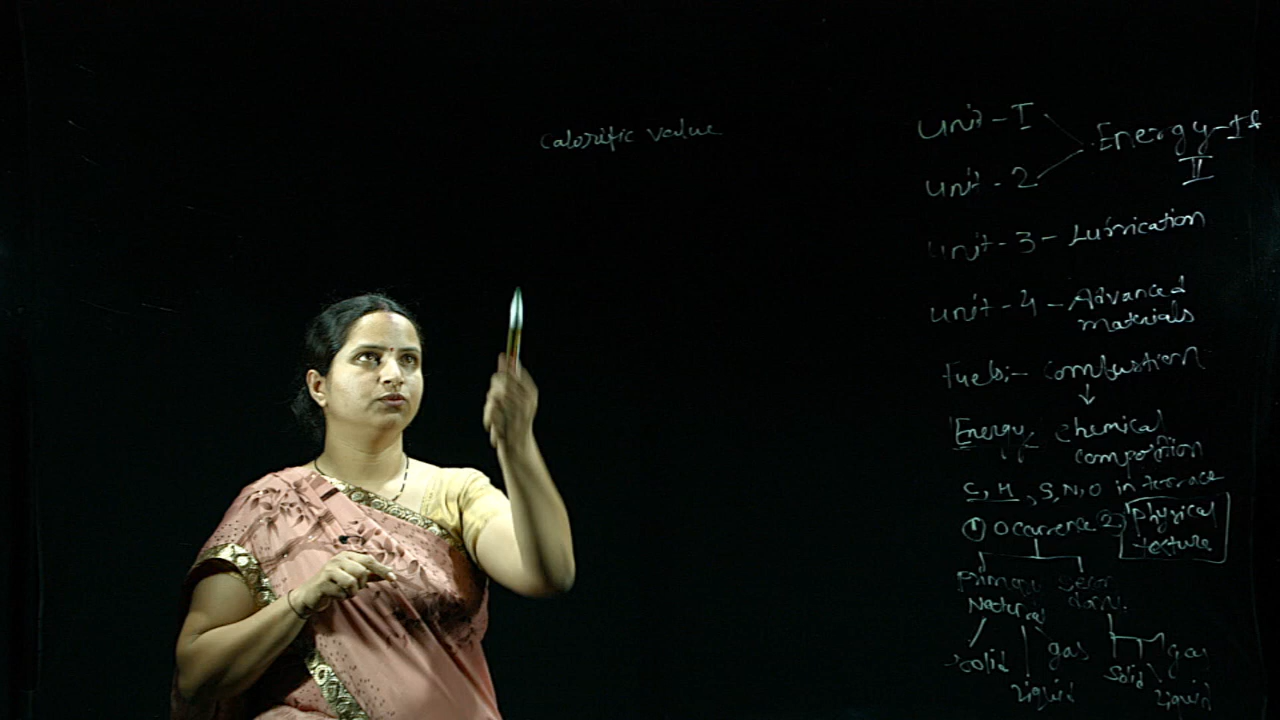 calorific value
Unit - I
Energy - I &
II
Unit - 2
Unit - 3 - Lubrication
Unit - 4 - Advanced
materials
Fuels:- Combustion
↓
Energy chemical
composition
C, H, S, N, O in terrace
① Occurrence ② Physical
texture
Primary Secon
dary.
Natural
solid gas
liquid
solid gas
liquid